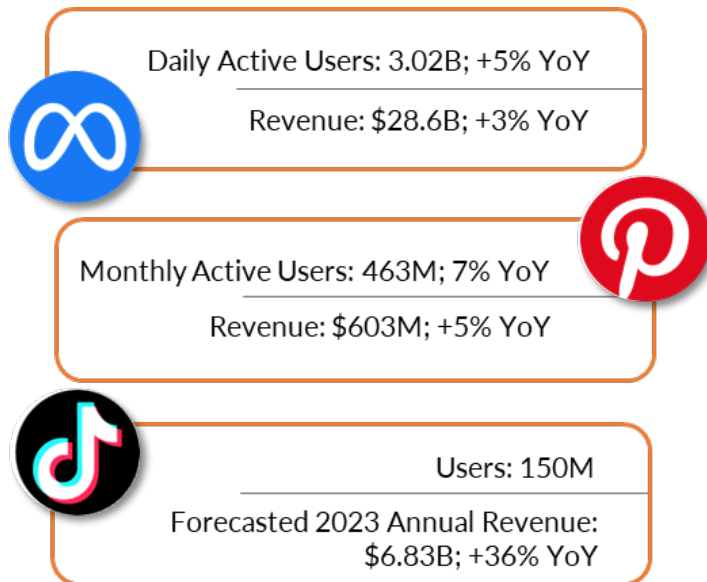 Daily Active Users: 3.02B; +5% YoY
Revenue: $28.6B; +3% YoY
Monthly Active Users: 463M; 7% YoY
Revenue: $603M; +5% YoY
Users: 150M
Forecasted 2023 Annual Revenue:
$6.83B; +36% YoY